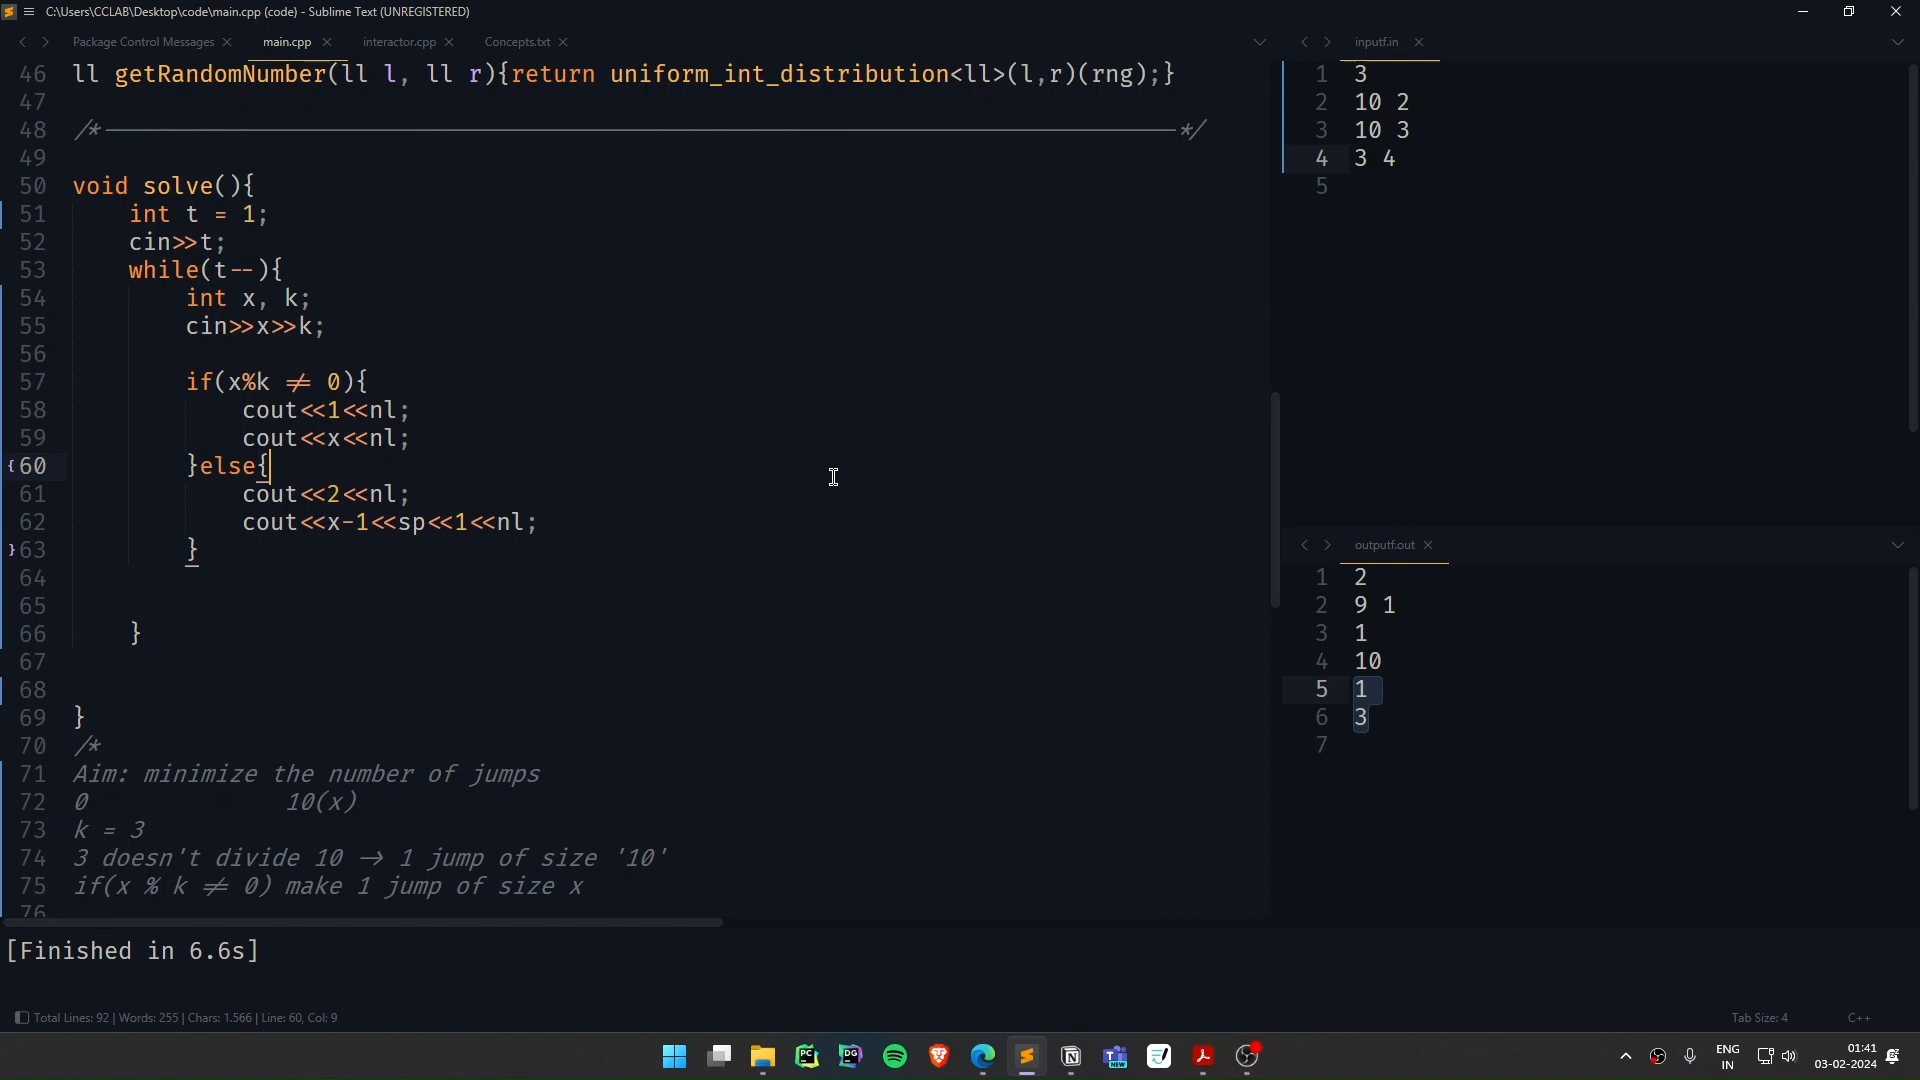 C:\Users\CCLAB\Desktop\code\main.cpp (code) - Sublime Text (UNREGISTERED)
Package Control Messages
main.cpp
interactor.cpp
Concepts.txt
46 ll getRandomNumber(ll l, ll r){return uniform_int_distribution<ll>(l,r)(rng);}
47
48 /*————*/
49
50 void solve(){
51 int t = 1;
52 cin>>t;
53 while(t--){
54 int x, k;
55 cin>>x>>k;
56
57 if(x%k != 0){
58 cout<<1<<nl;
59 cout<<x<<nl;
60 }else{
61 cout<<2<<nl;
62 cout<<x-1<<sp<<1<<nl;
63 }
64
65
66 }
67
68
69 }
70 /*
71 Aim: minimize the number of jumps
72 0 10(x)
73 k = 3
74 3 doesn't divide 10 -> 1 jump of size '10'
75 if(x % k != 0) make 1 jump of size x
76
inputf.in
1 3
2 10 2
3 10 3
4 3 4
5
outputf.out
1 2
2 9 1
3 1
4 10
5 1
6 3
7
[Finished in 6.6s]
Total Lines: 92 | Words: 255 | Chars: 1.566 | Line: 60, Col: 9
Tab Size: 4
C++
PC
DG
NEW
ENG
IN
01:41
03-02-2024